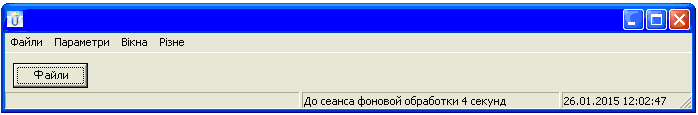 Файли Параметри Вікна Різне
Файли
До сеанса фоновой обработки 4 секунд 26.01.2015 12:02:47